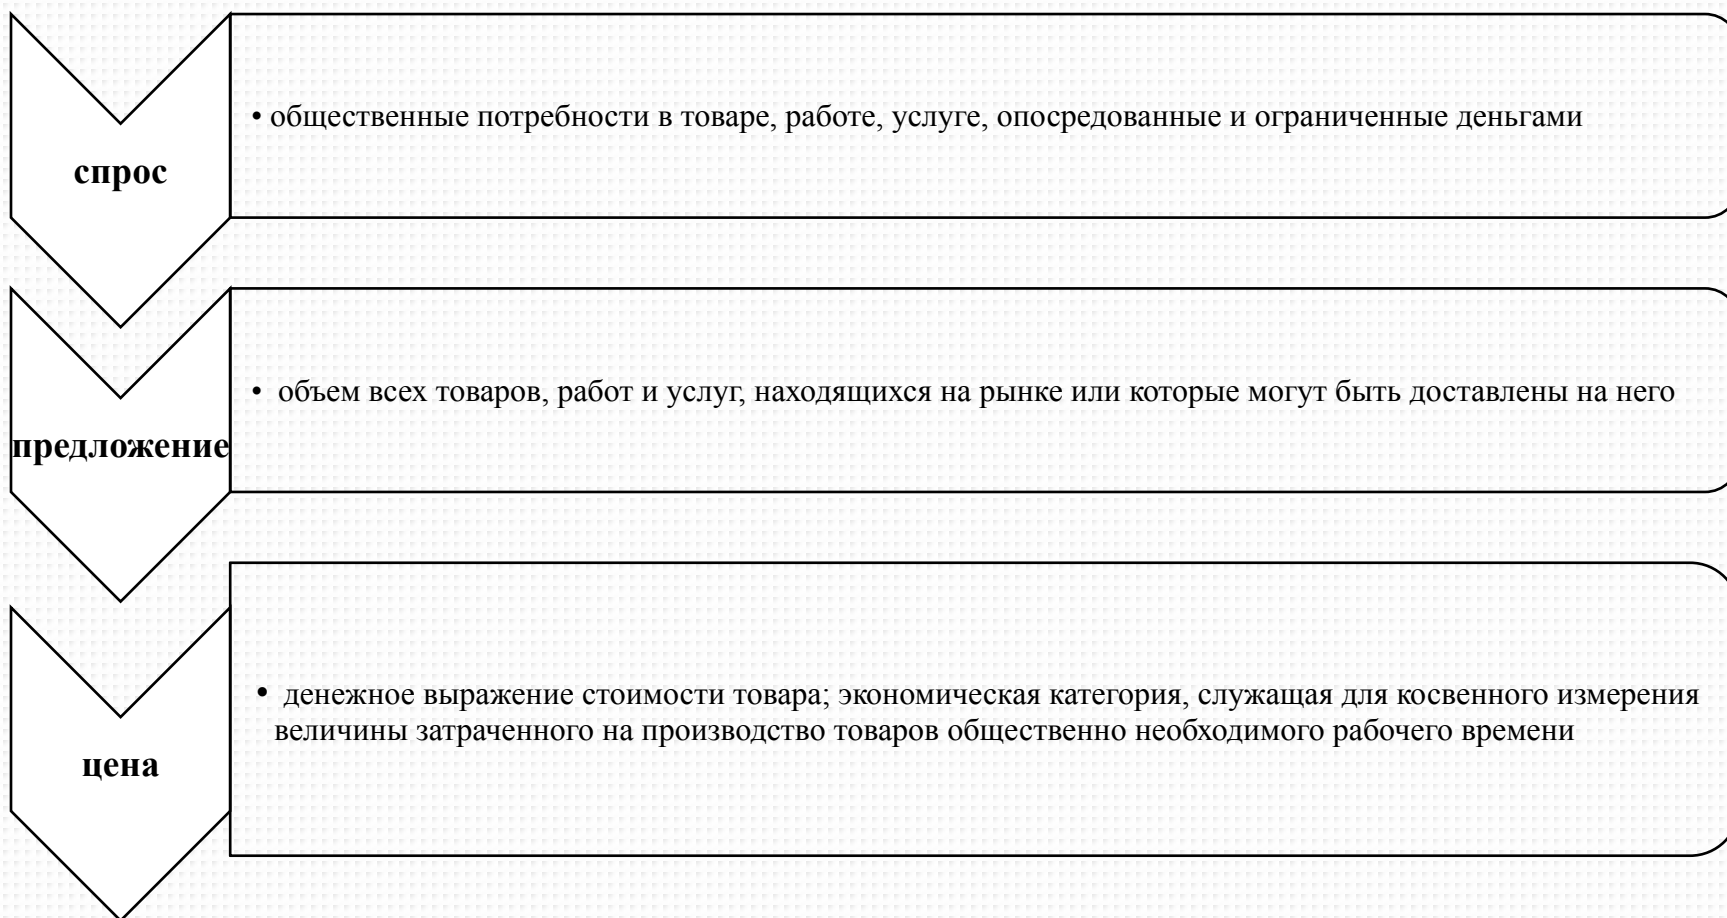 • общественные потребности в товаре, работе, услуге, опосредованные и ограниченные деньгами
спрос
• объем всех товаров, работ и услуг, находящихся на рынке или которые могут быть доставлены на него
предложение
• денежное выражение стоимости товара; экономическая категория, служащая для косвенного измерения
величины затраченного на производство товаров общественно необходимого рабочего времени
цена